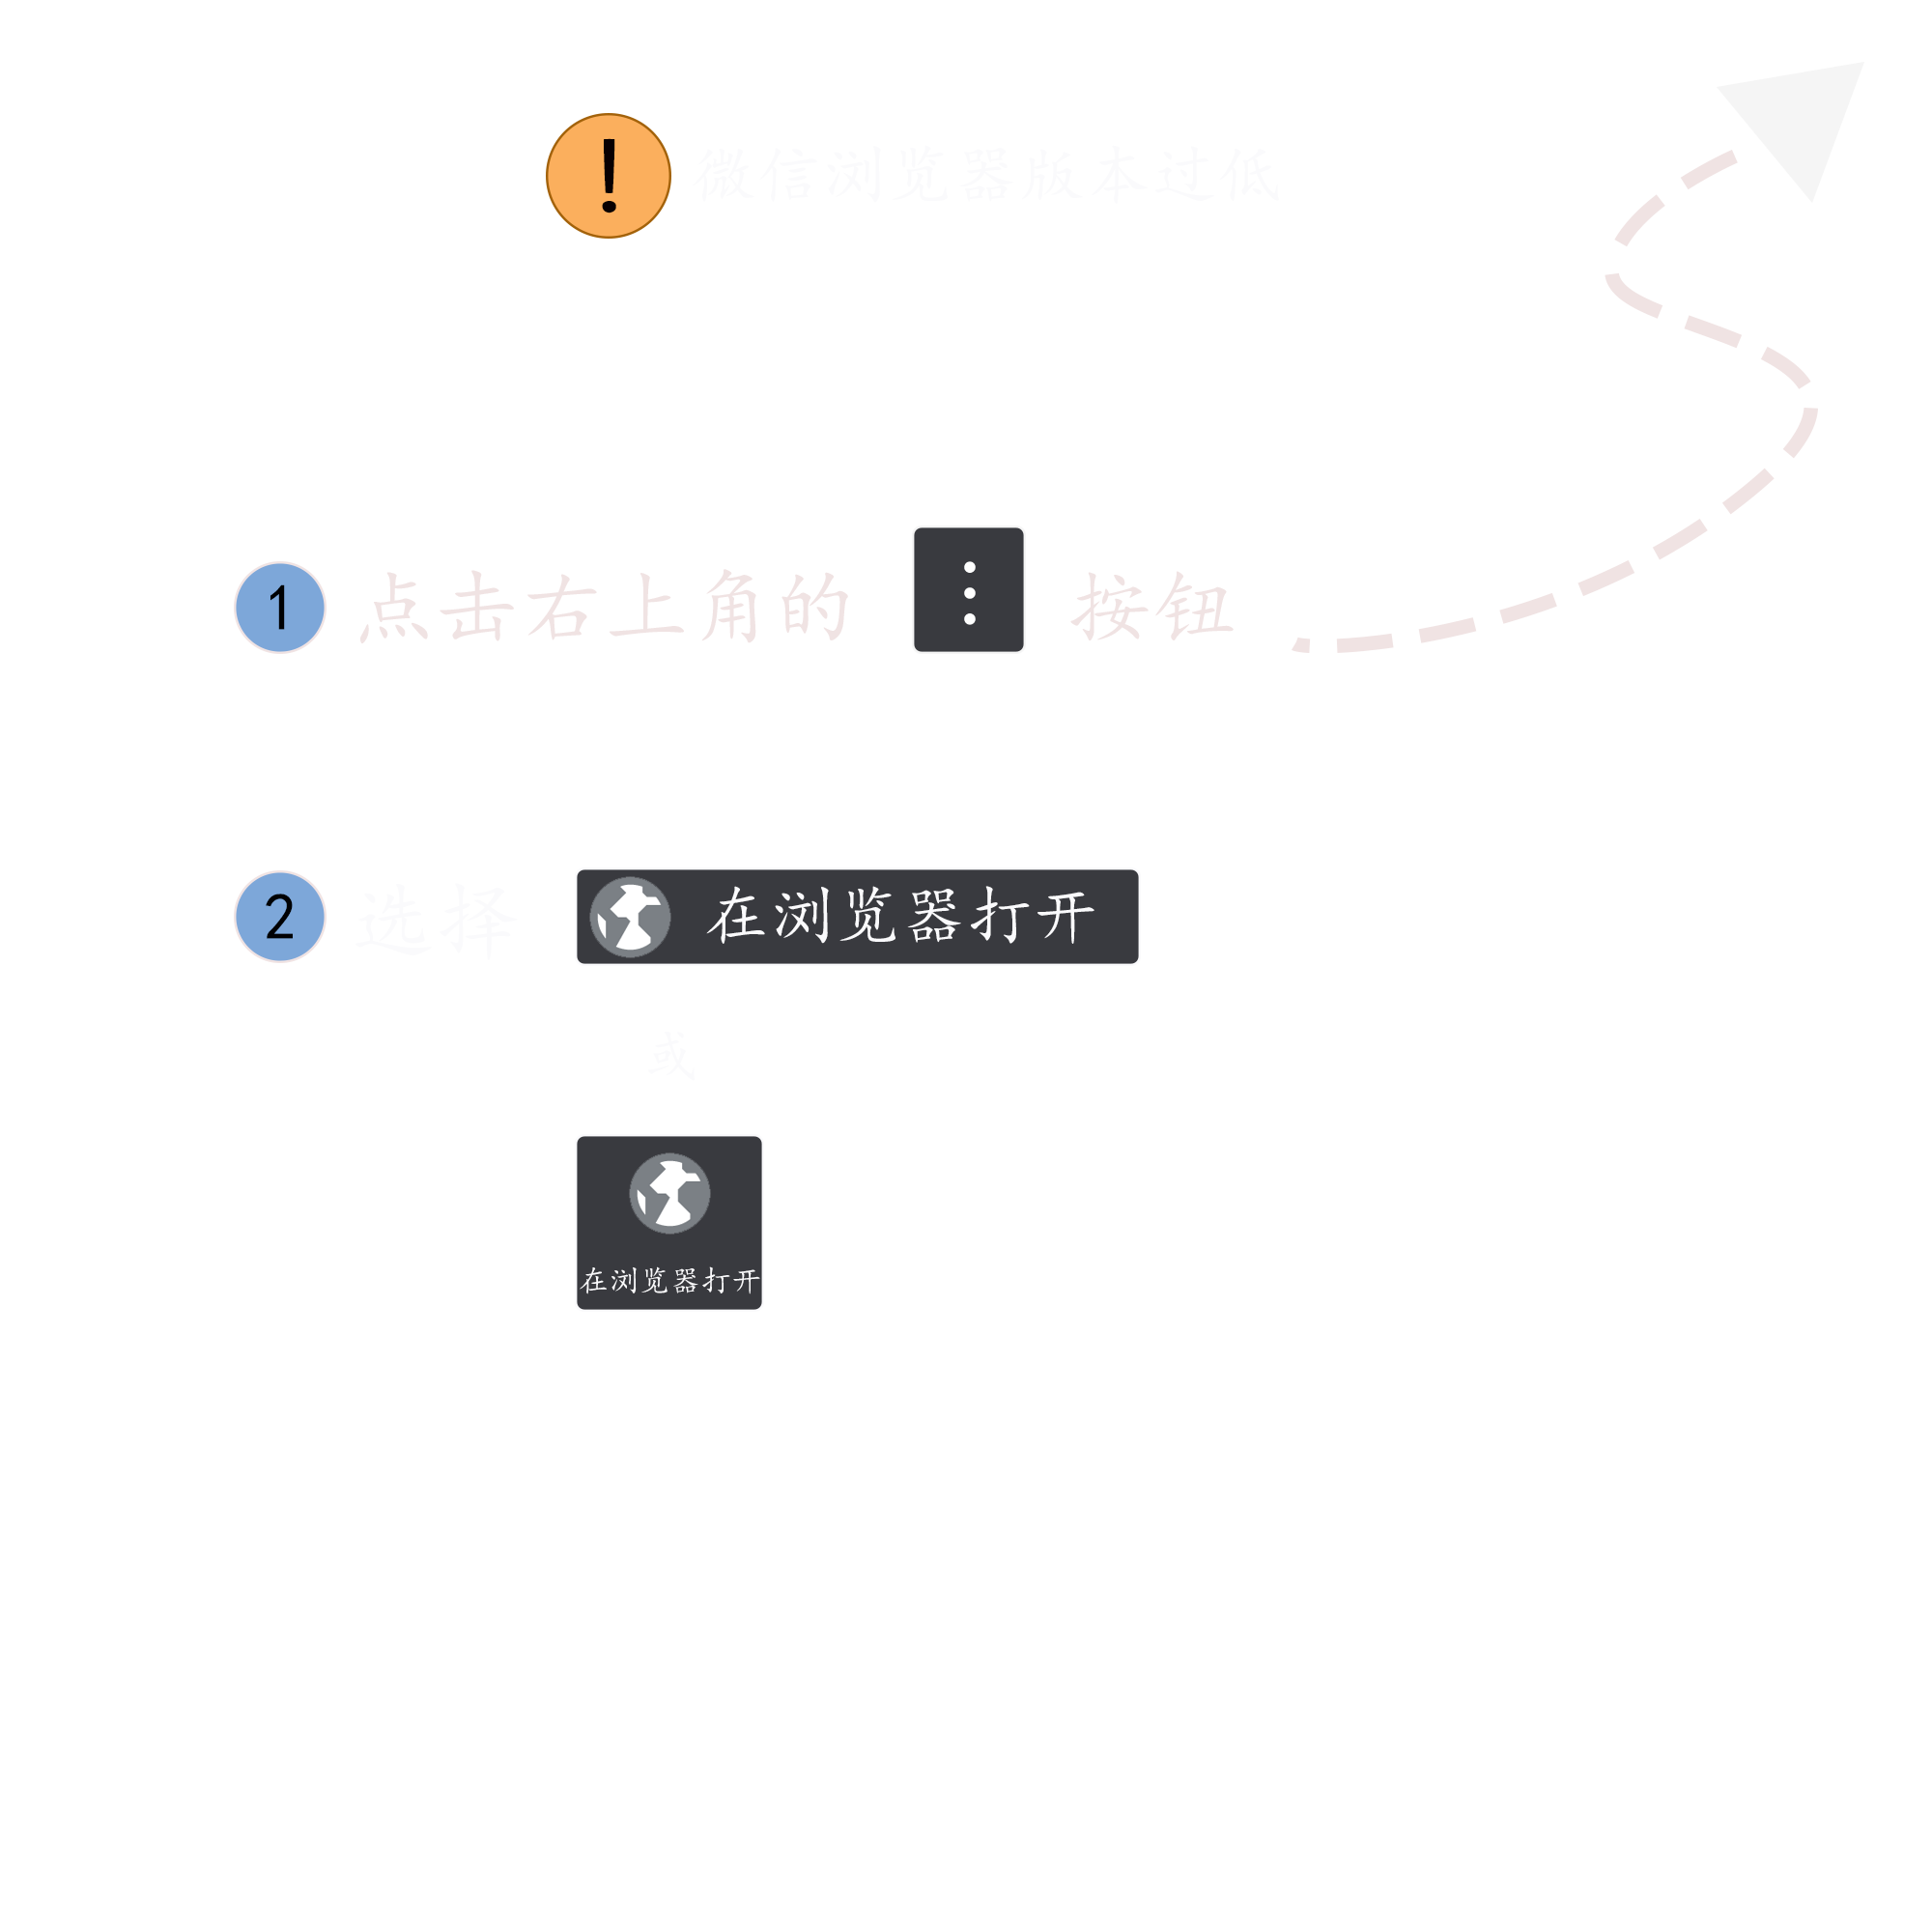 ! 微信浏览器版本过低
1 点击右上角的 ⋮ 按钮
2 选择 在浏览器打开
或
在浏览器打开